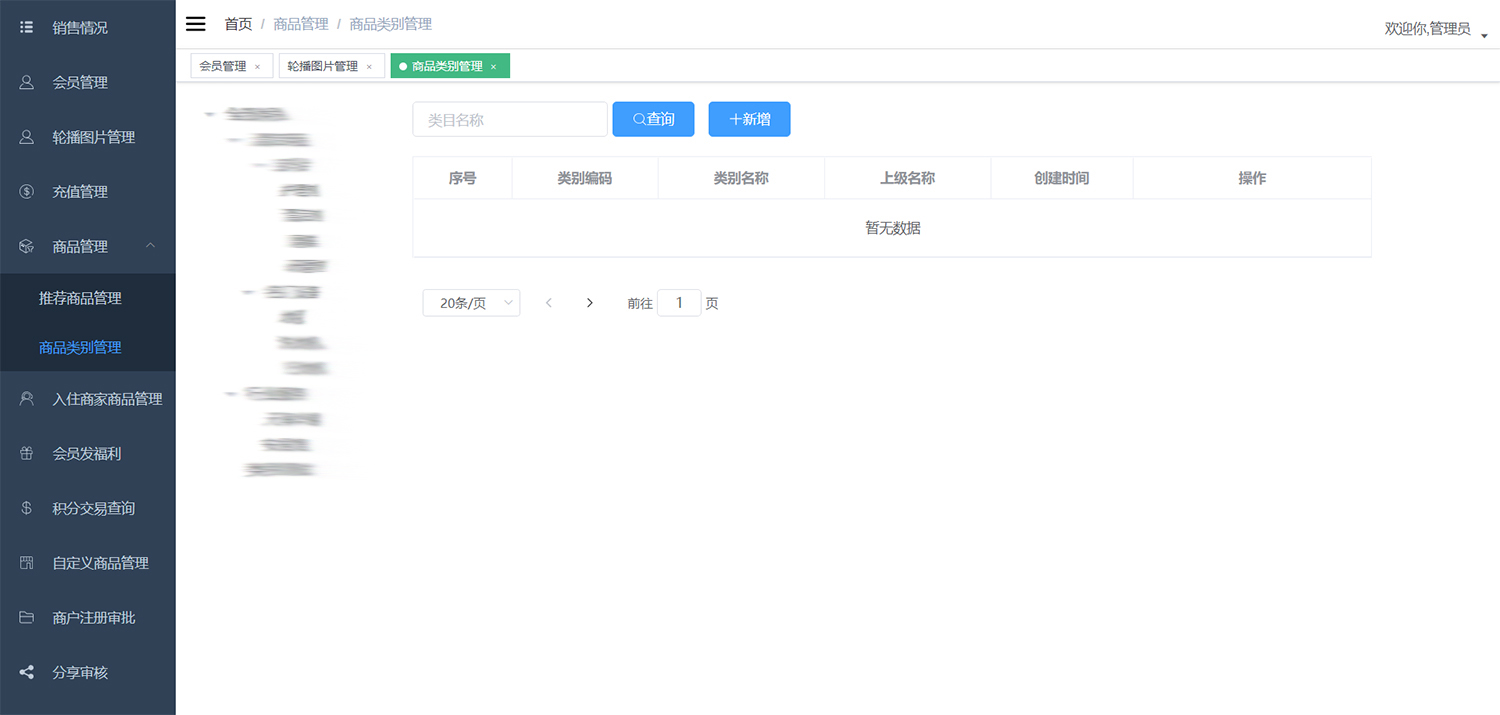 销售情况
会员管理
轮播图片管理
充值管理
商品管理
推荐商品管理
商品类别管理
入住商家商品管理
会员发福利
积分交易查询
自定义商品管理
商户注册审批
分享审核
首页 / 商品管理 / 商品类别管理
欢迎你,管理员
会员管理 × 轮播图片管理 × 商品类别管理 ×
类目名称 查询 新增
序号 类别编码 类别名称 上级名称 创建时间 操作
暂无数据
20条/页 前往 1 页